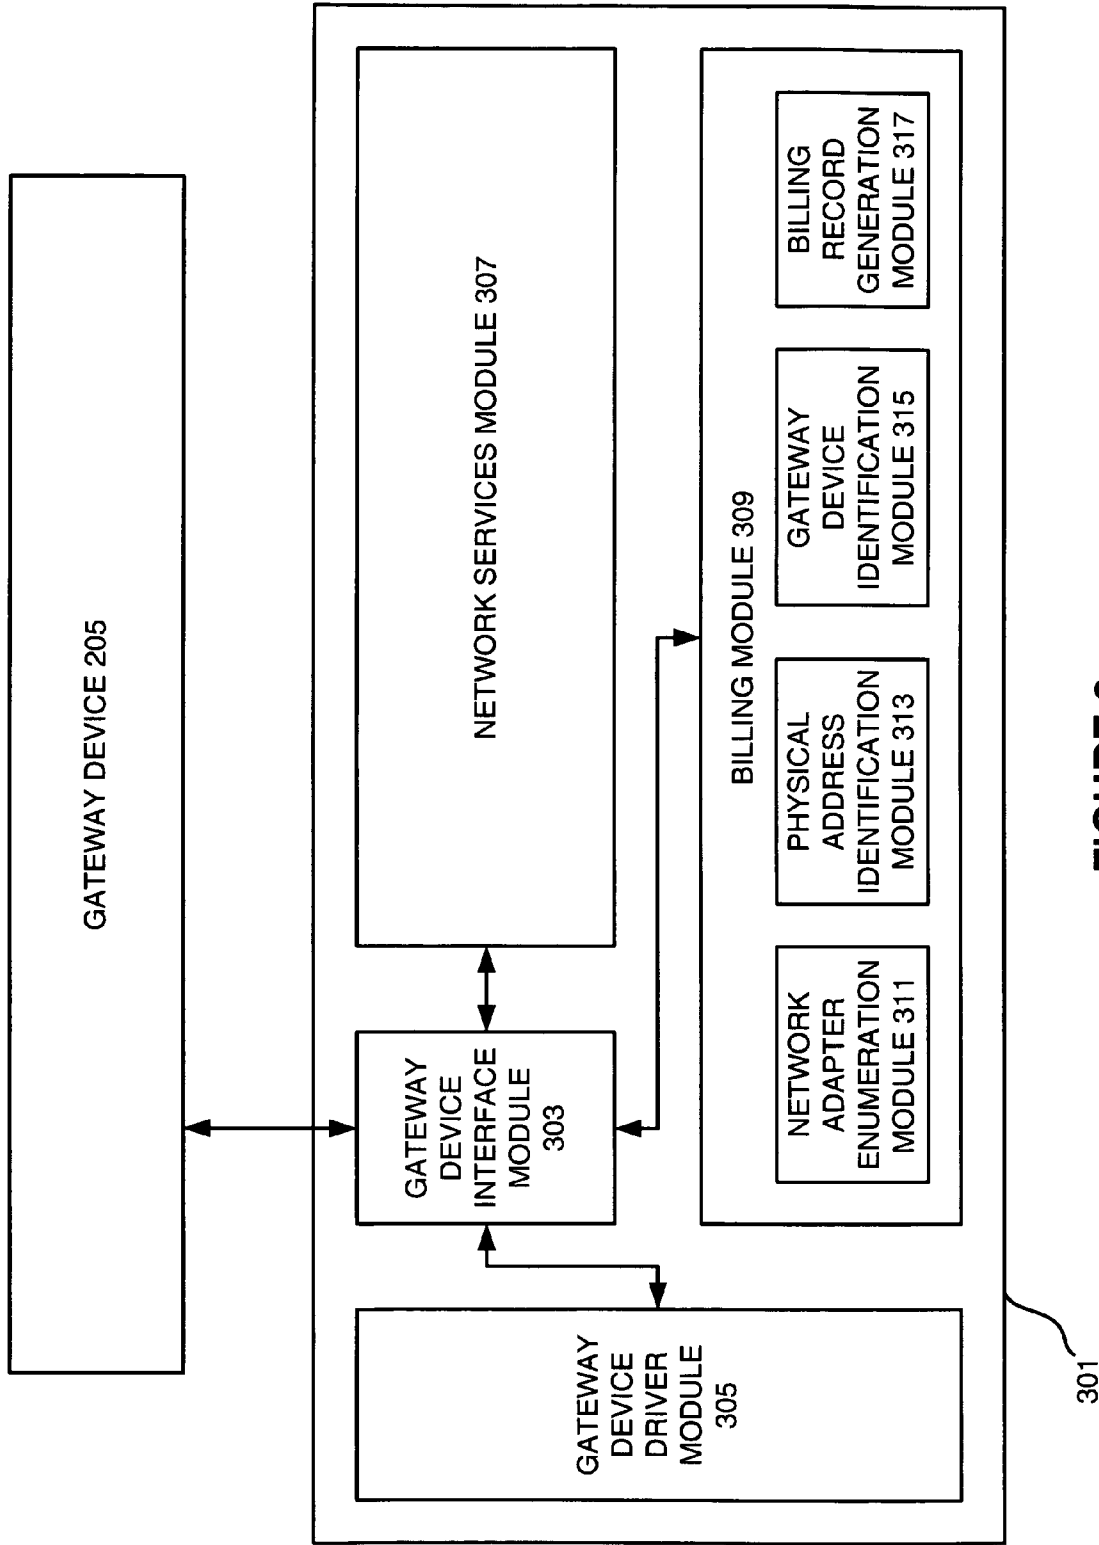 GATEWAY DEVICE 205
GATEWAY
DEVICE
DRIVER
MODULE
305
GATEWAY
DEVICE
INTERFACE
MODULE
303
NETWORK SERVICES MODULE 307
BILLING MODULE 309
NETWORK
ADAPTER
ENUMERATION
MODULE 311
PHYSICAL
ADDRESS
IDENTIFICATION
MODULE 313
GATEWAY
DEVICE
IDENTIFICATION
MODULE 315
BILLING
RECORD
GENERATION
MODULE 317
301